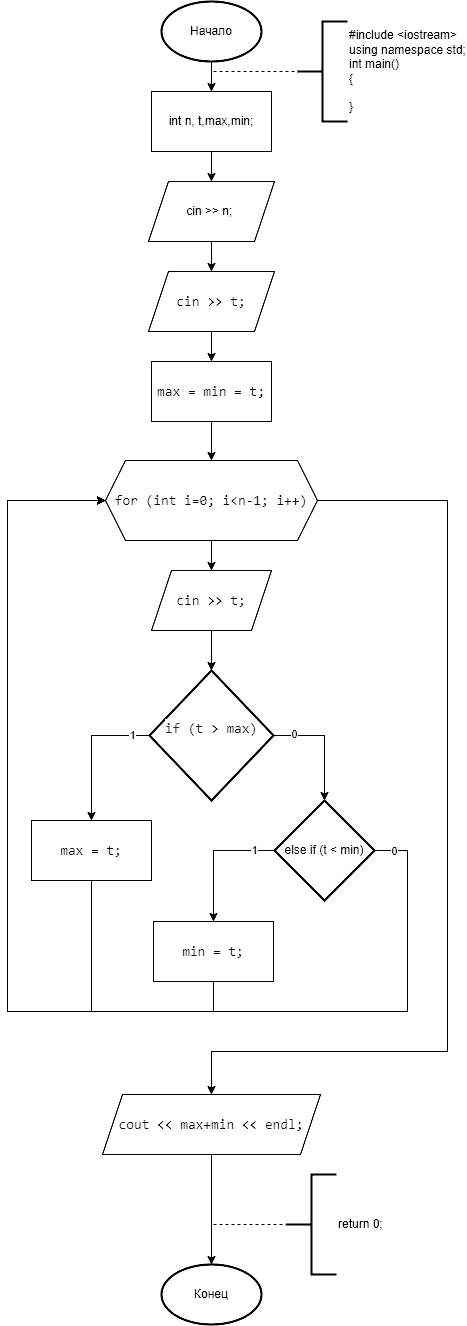 Начало
#include <iostream>
using namespace std;
int main()
{
}
int n, t,max,min;
cin >> n;
cin >> t;
max = min = t;
for (int i=0; i<n-1; i++)
cin >> t;
if (t > max)
1
0
max = t;
else if (t < min)
1
0
min = t;
cout << max+min << endl;
return 0;
Конец